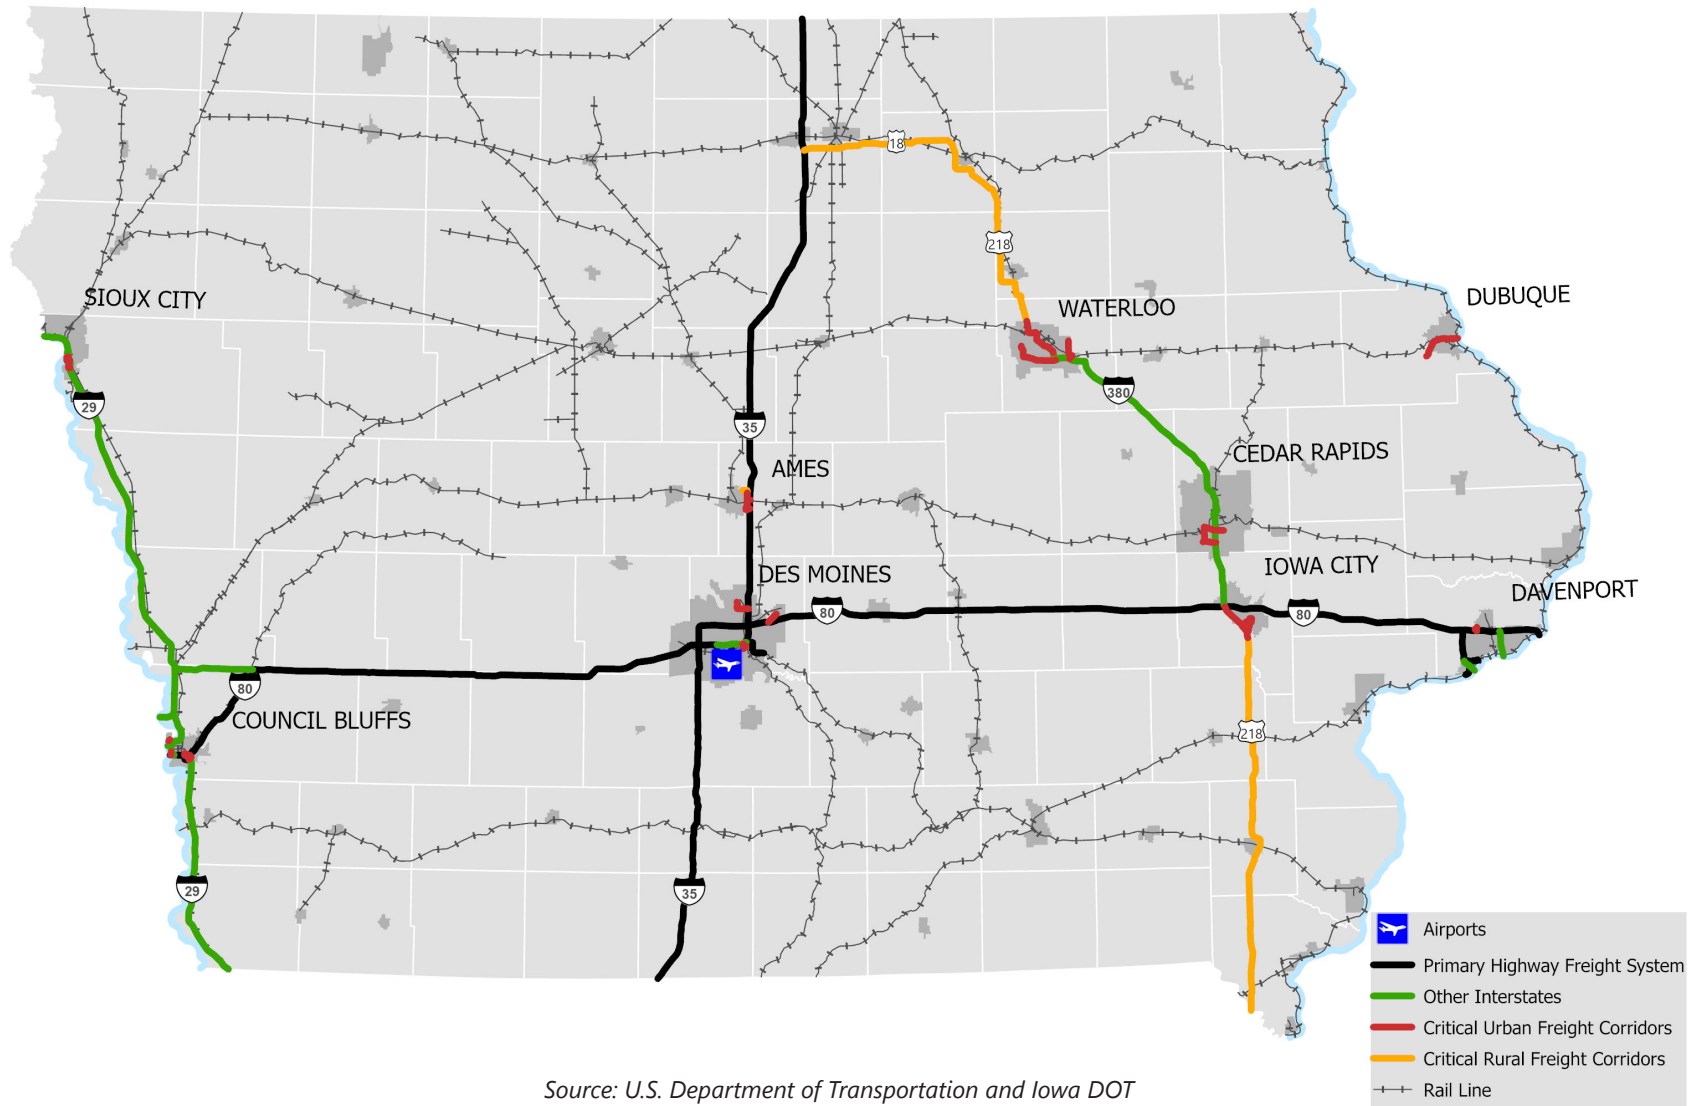 18
218
SIOUX CITY
WATERLOO
DUBUQUE
29
380
35
AMES
CEDAR RAPIDS
DES MOINES
IOWA CITY
DAVENPORT
80
80
80
COUNCIL BLUFFS
218
29
35
Airports
Primary Highway Freight System
Other Interstates
Critical Urban Freight Corridors
Critical Rural Freight Corridors
Rail Line
Source: U.S. Department of Transportation and Iowa DOT